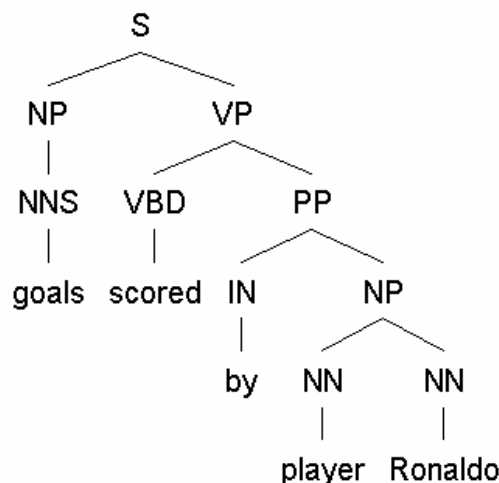 S
NP VP
NNS VBD PP
goals scored IN NP
by NN NN
player Ronaldo